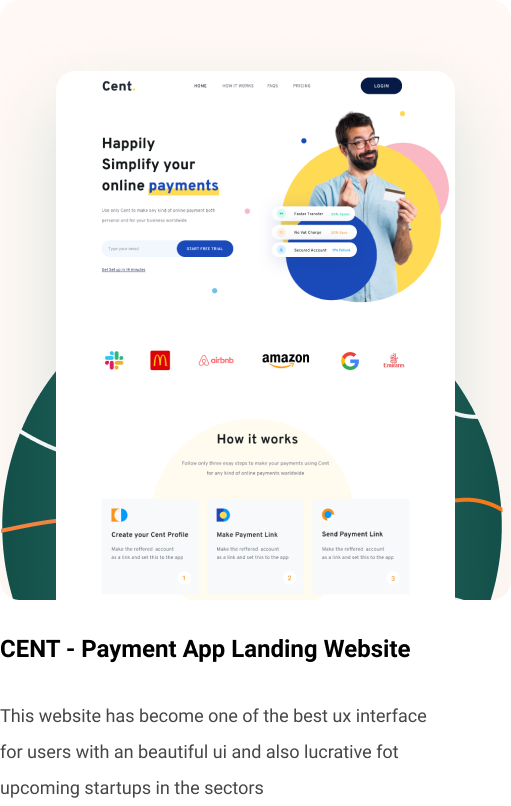 Cent.
HOME HOW IT WORKS FAQS PRICING LOGIN
Happily
Simplify your
online payments
Use only Cent to make any kind of online payment both
personal and for your business worldwide
Type your email START FREE TRIAL
Get Set up in 10 minutes
Faster Transfer
No Vat Charge
Secured Account
airbnb
amazon
Emirates
How it works
Follow only three esay steps to make your payments using Cent
for any kind of online payments worldwide
Create your Cent Profile
Make the reffered account
as a link and set this to the app
1
Make Payment Link
Make the reffered account
as a link and set this to the app
2
Send Payment Link
Make the reffered account
as a link and set this to the app
3
CENT - Payment App Landing Website
This website has become one of the best ux interface
for users with an beautiful ui and also lucrative fot
upcoming startups in the sectors